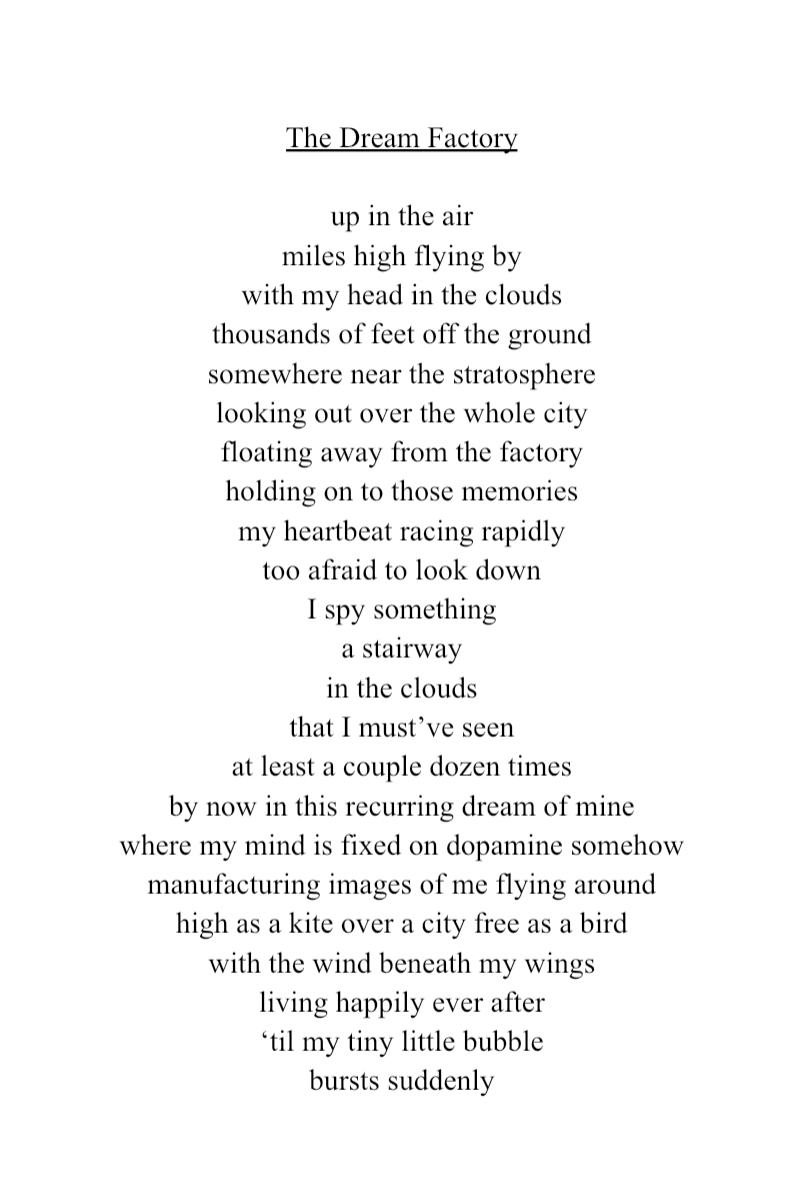 The Dream Factory
up in the air
miles high flying by
with my head in the clouds
thousands of feet off the ground
somewhere near the stratosphere
looking out over the whole city
floating away from the factory
holding on to those memories
my heartbeat racing rapidly
too afraid to look down
I spy something
a stairway
in the clouds
that I must’ve seen
at least a couple dozen times
by now in this recurring dream of mine
where my mind is fixed on dopamine somehow
manufacturing images of me flying around
high as a kite over a city free as a bird
with the wind beneath my wings
living happily ever after
‘til my tiny little bubble
bursts suddenly